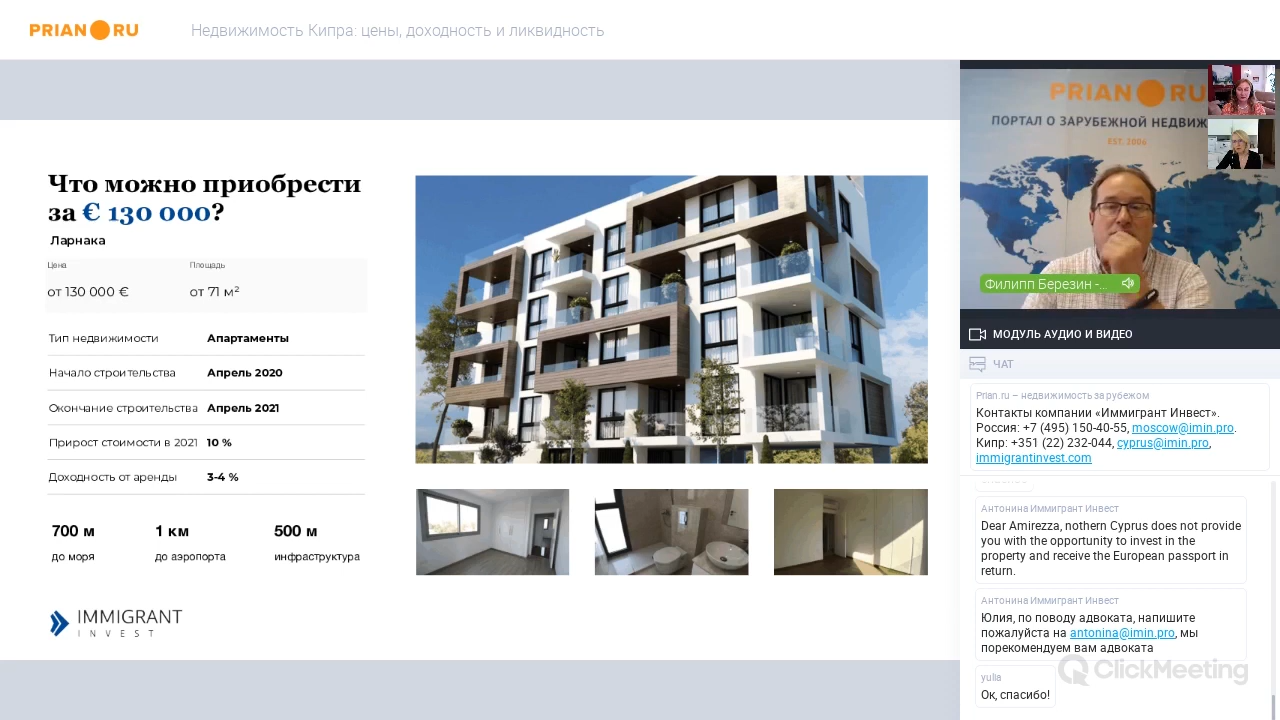 PRIAN RU
Недвижимость Кипра: цены, доходность и ликвидность
Что можно приобрести
за € 130 000?
Ларнака
Цена
Площадь
от 130 000 €
от 71 м²
Тип недвижимости
Апартаменты
Начало строительства
Апрель 2020
Окончание строительства
Апрель 2021
Прирост стоимости в 2021
10 %
Доходность от аренды
3-4 %
700 м
1 км
500 м
до моря
до аэропорта
инфраструктура
IMMIGRANT
INVEST
PRIAN RU
ПОРТАЛ О ЗАРУБЕЖНОЙ НЕДВИЖ
EST. 2006
Филипп Березин -...
МОДУЛЬ АУДИО И ВИДЕО
ЧАТ
Prian.ru – недвижимость за рубежом
Контакты компании «Иммигрант Инвест».
Россия: +7 (495) 150-40-55, moscow@imin.pro.
Кипр: +351 (22) 232-044, cyprus@imin.pro,
immigrantinvest.com
Антонина Иммигрант Инвест
Dear Amirezza, nothern Cyprus does not provide
you with the opportunity to invest in the
property and receive the European passport in
return.
Антонина Иммигрант Инвест
Юлия, по поводу адвоката, напишите
пожалуйста на antonina@imin.pro, мы
порекомендуем вам адвоката
ClickMeeting
yulia
Ок, спасибо!